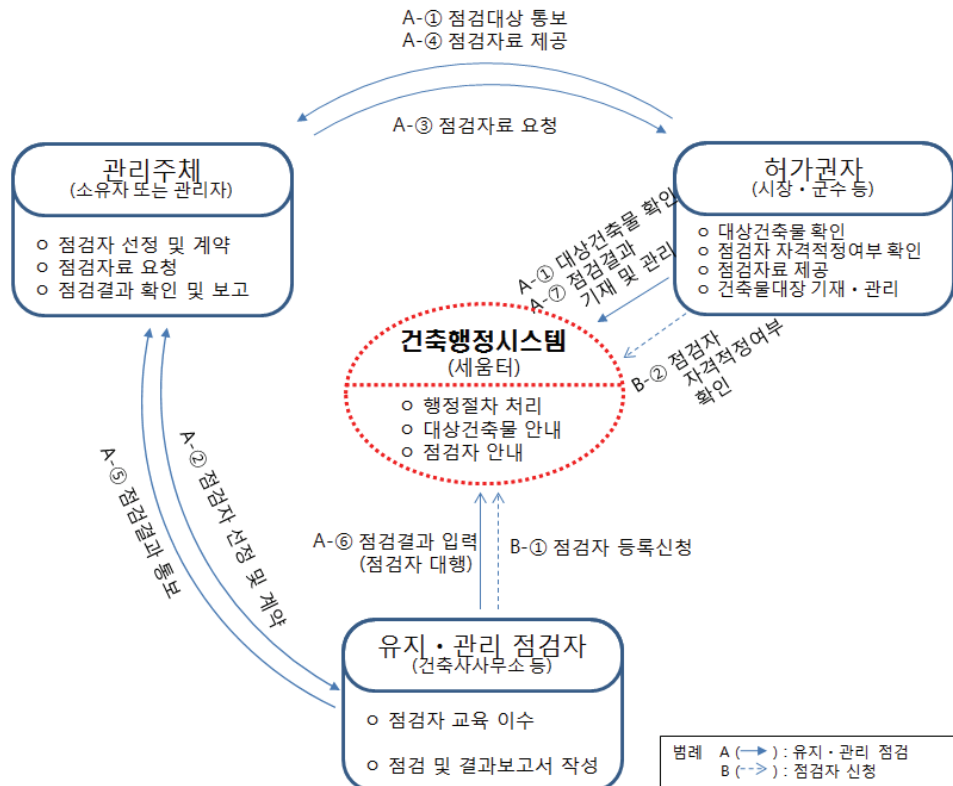 A-① 점검대상 통보
A-④ 점검자료 제공
A-③ 점검자료 요청
관리주체
(소유자 또는 관리자)
ㅇ 점검자 선정 및 계약
ㅇ 점검자료 요청
ㅇ 점검결과 확인 및 보고
허가권자
(시장・군수 등)
ㅇ 대상건축물 확인
ㅇ 점검자 자격적정여부 확인
ㅇ 점검자료 제공
ㅇ 건축물대장 기재・관리
A-① 대상건축물 확인
A-⑦ 점검결과
기재 및 관리
B-② 점검자
자격적정여부
확인
건축행정시스템
(세움터)
ㅇ 행정절차 처리
ㅇ 대상건축물 안내
ㅇ 점검자 안내
A-② 점검자 선정 및 계약
A-⑤ 점검결과 통보
A-⑥ 점검결과 입력
(점검자 대행)
B-① 점검자 등록신청
유지・관리 점검자
(건축사사무소 등)
ㅇ 점검자 교육 이수
ㅇ 점검 및 결과보고서 작성
범례 A ( ) : 유지・관리 점검
B ( ) : 점검자 신청